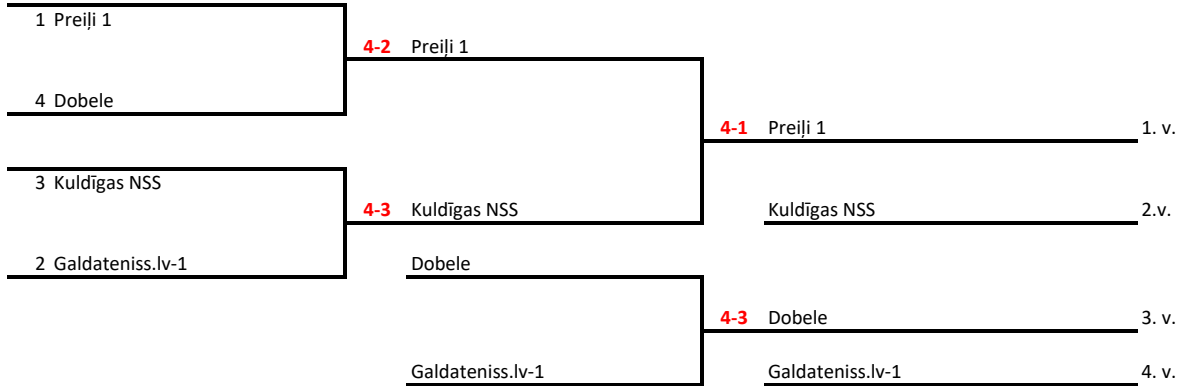 1 Preiļi 1
4-2 Preiļi 1
4 Dobele
4-1 Preiļi 1 1. v.
3 Kuldīgas NSS
4-3 Kuldīgas NSS Kuldīgas NSS 2.v.
2 Galdateniss.lv-1 Dobele
4-3 Dobele 3. v.
Galdateniss.lv-1 Galdateniss.lv-1 4. v.